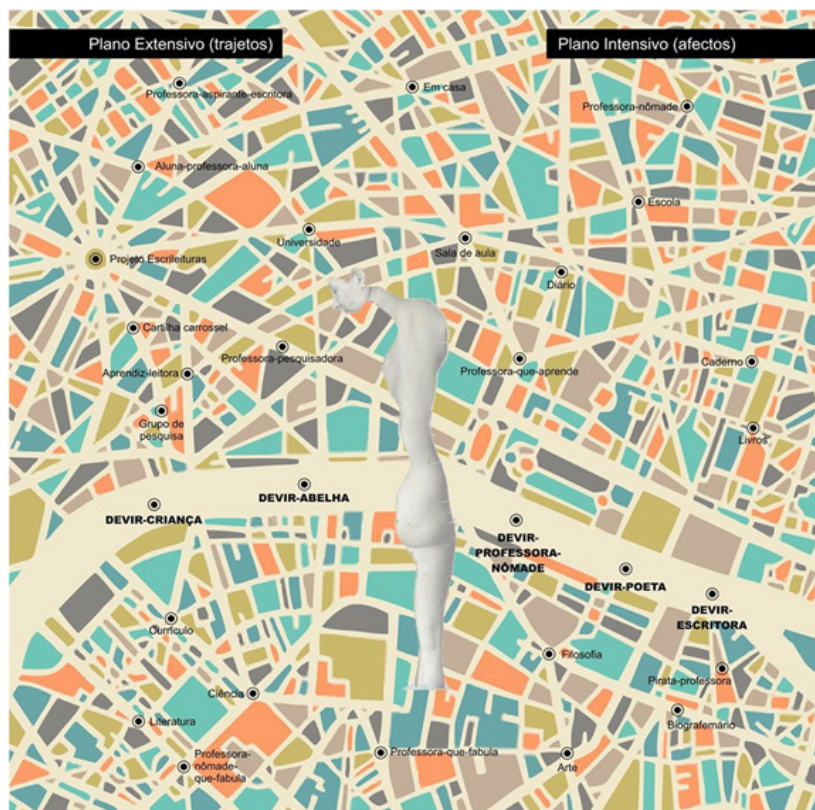 Plano Extensivo (trajetos)
Plano Intensivo (afectos)
Professora-aspirante-escritora
Em casa
Professora-nômade
Aluna-professora-aluna
Escola
Universidade
Sala de aula
Projeto Escrileituras
Diário
Cartilha carrossel
Professora-pesquisadora
Professora-que-aprende
Caderno
Aprendiz-leitora
Grupo de
pesquisa
Livros
DEVIR-CRIANÇA
DEVIR-ABELHA
DEVIR-
PROFESSORA-
NÔMADE
DEVIR-POETA
DEVIR-
ESCRITORA
Currículo
Filosofia
Pirata-professora
Ciência
Biografemário
Literatura
Professora-
nômade-
que-fabula
Professora-que-fabula
Arte